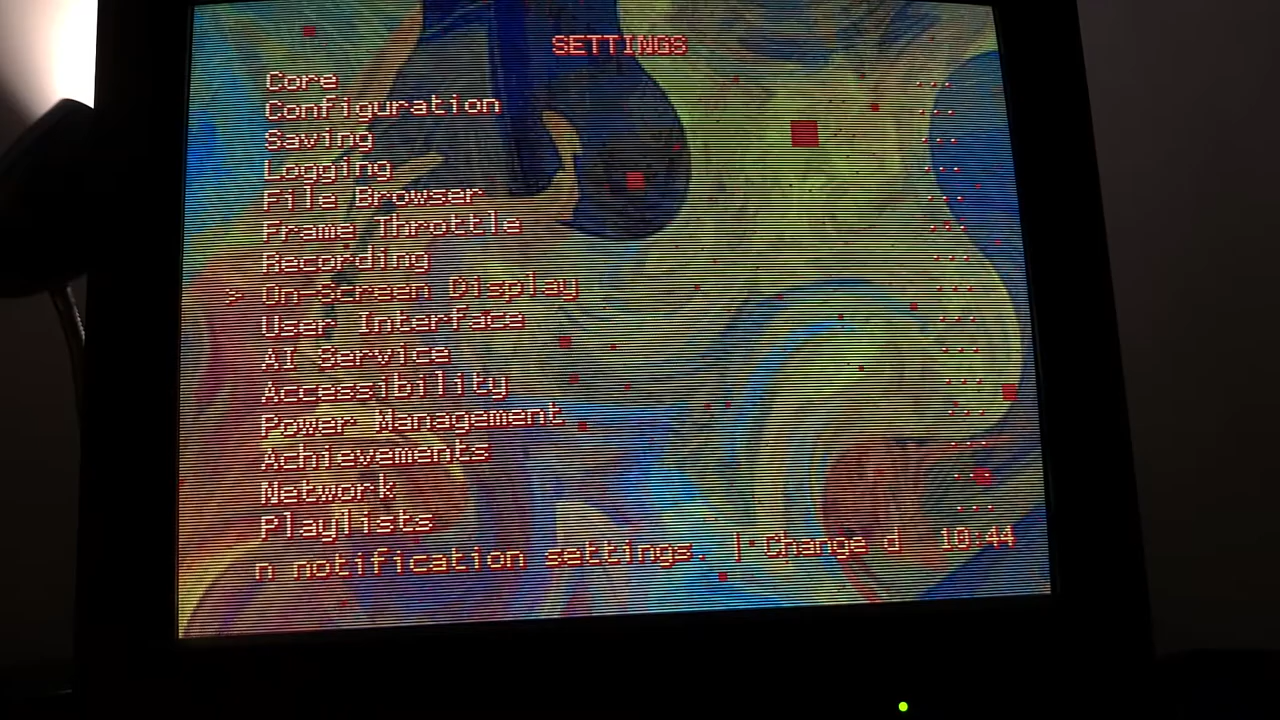 SETTINGS
Core ...
Configuration ...
Saving ...
Logging ...
File Browser ...
Frame Throttle ...
Recording ...
> On-Screen Display ...
User Interface ...
AI Service ...
Accessibility ...
Power Management ...
Achievements ...
Network ...
Playlists ...
n notification settings. | Change d 10:44